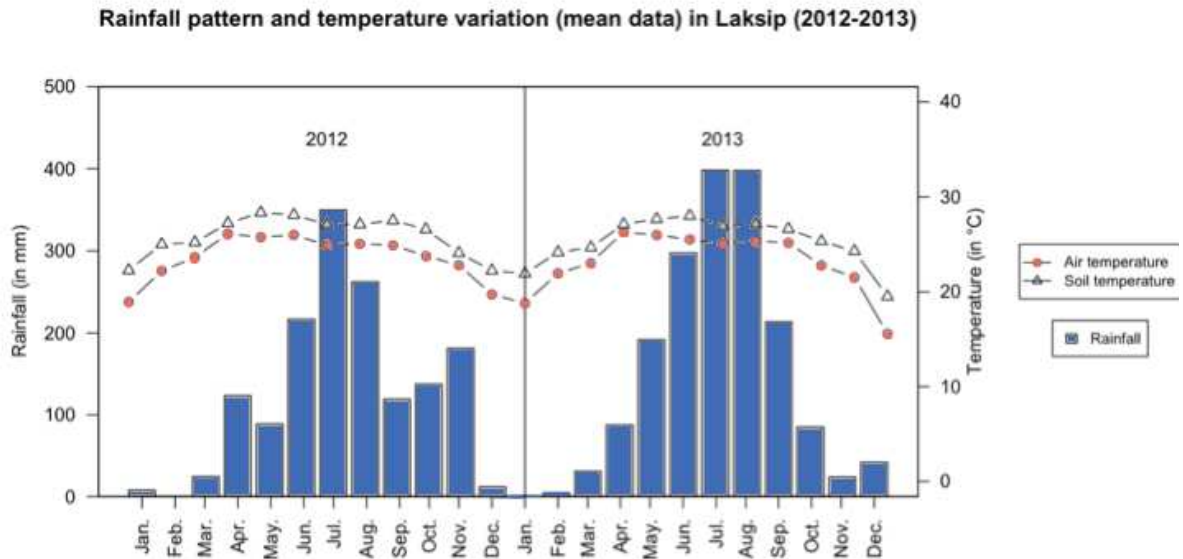 Rainfall pattern and temperature variation (mean data) in Laksip (2012-2013)
500
400
300
200
100
0
Rainfall (in mm)
2012
2013
40
30
20
10
0
Temperature (in °C)
Jan.
Feb.
Mar.
Apr.
May.
Jun.
Jul.
Aug.
Sep.
Oct.
Nov.
Dec.
Jan.
Feb.
Mar.
Apr.
May.
Jun.
Jul.
Aug.
Sep.
Oct.
Nov.
Dec.
Air temperature
Soil temperature
Rainfall